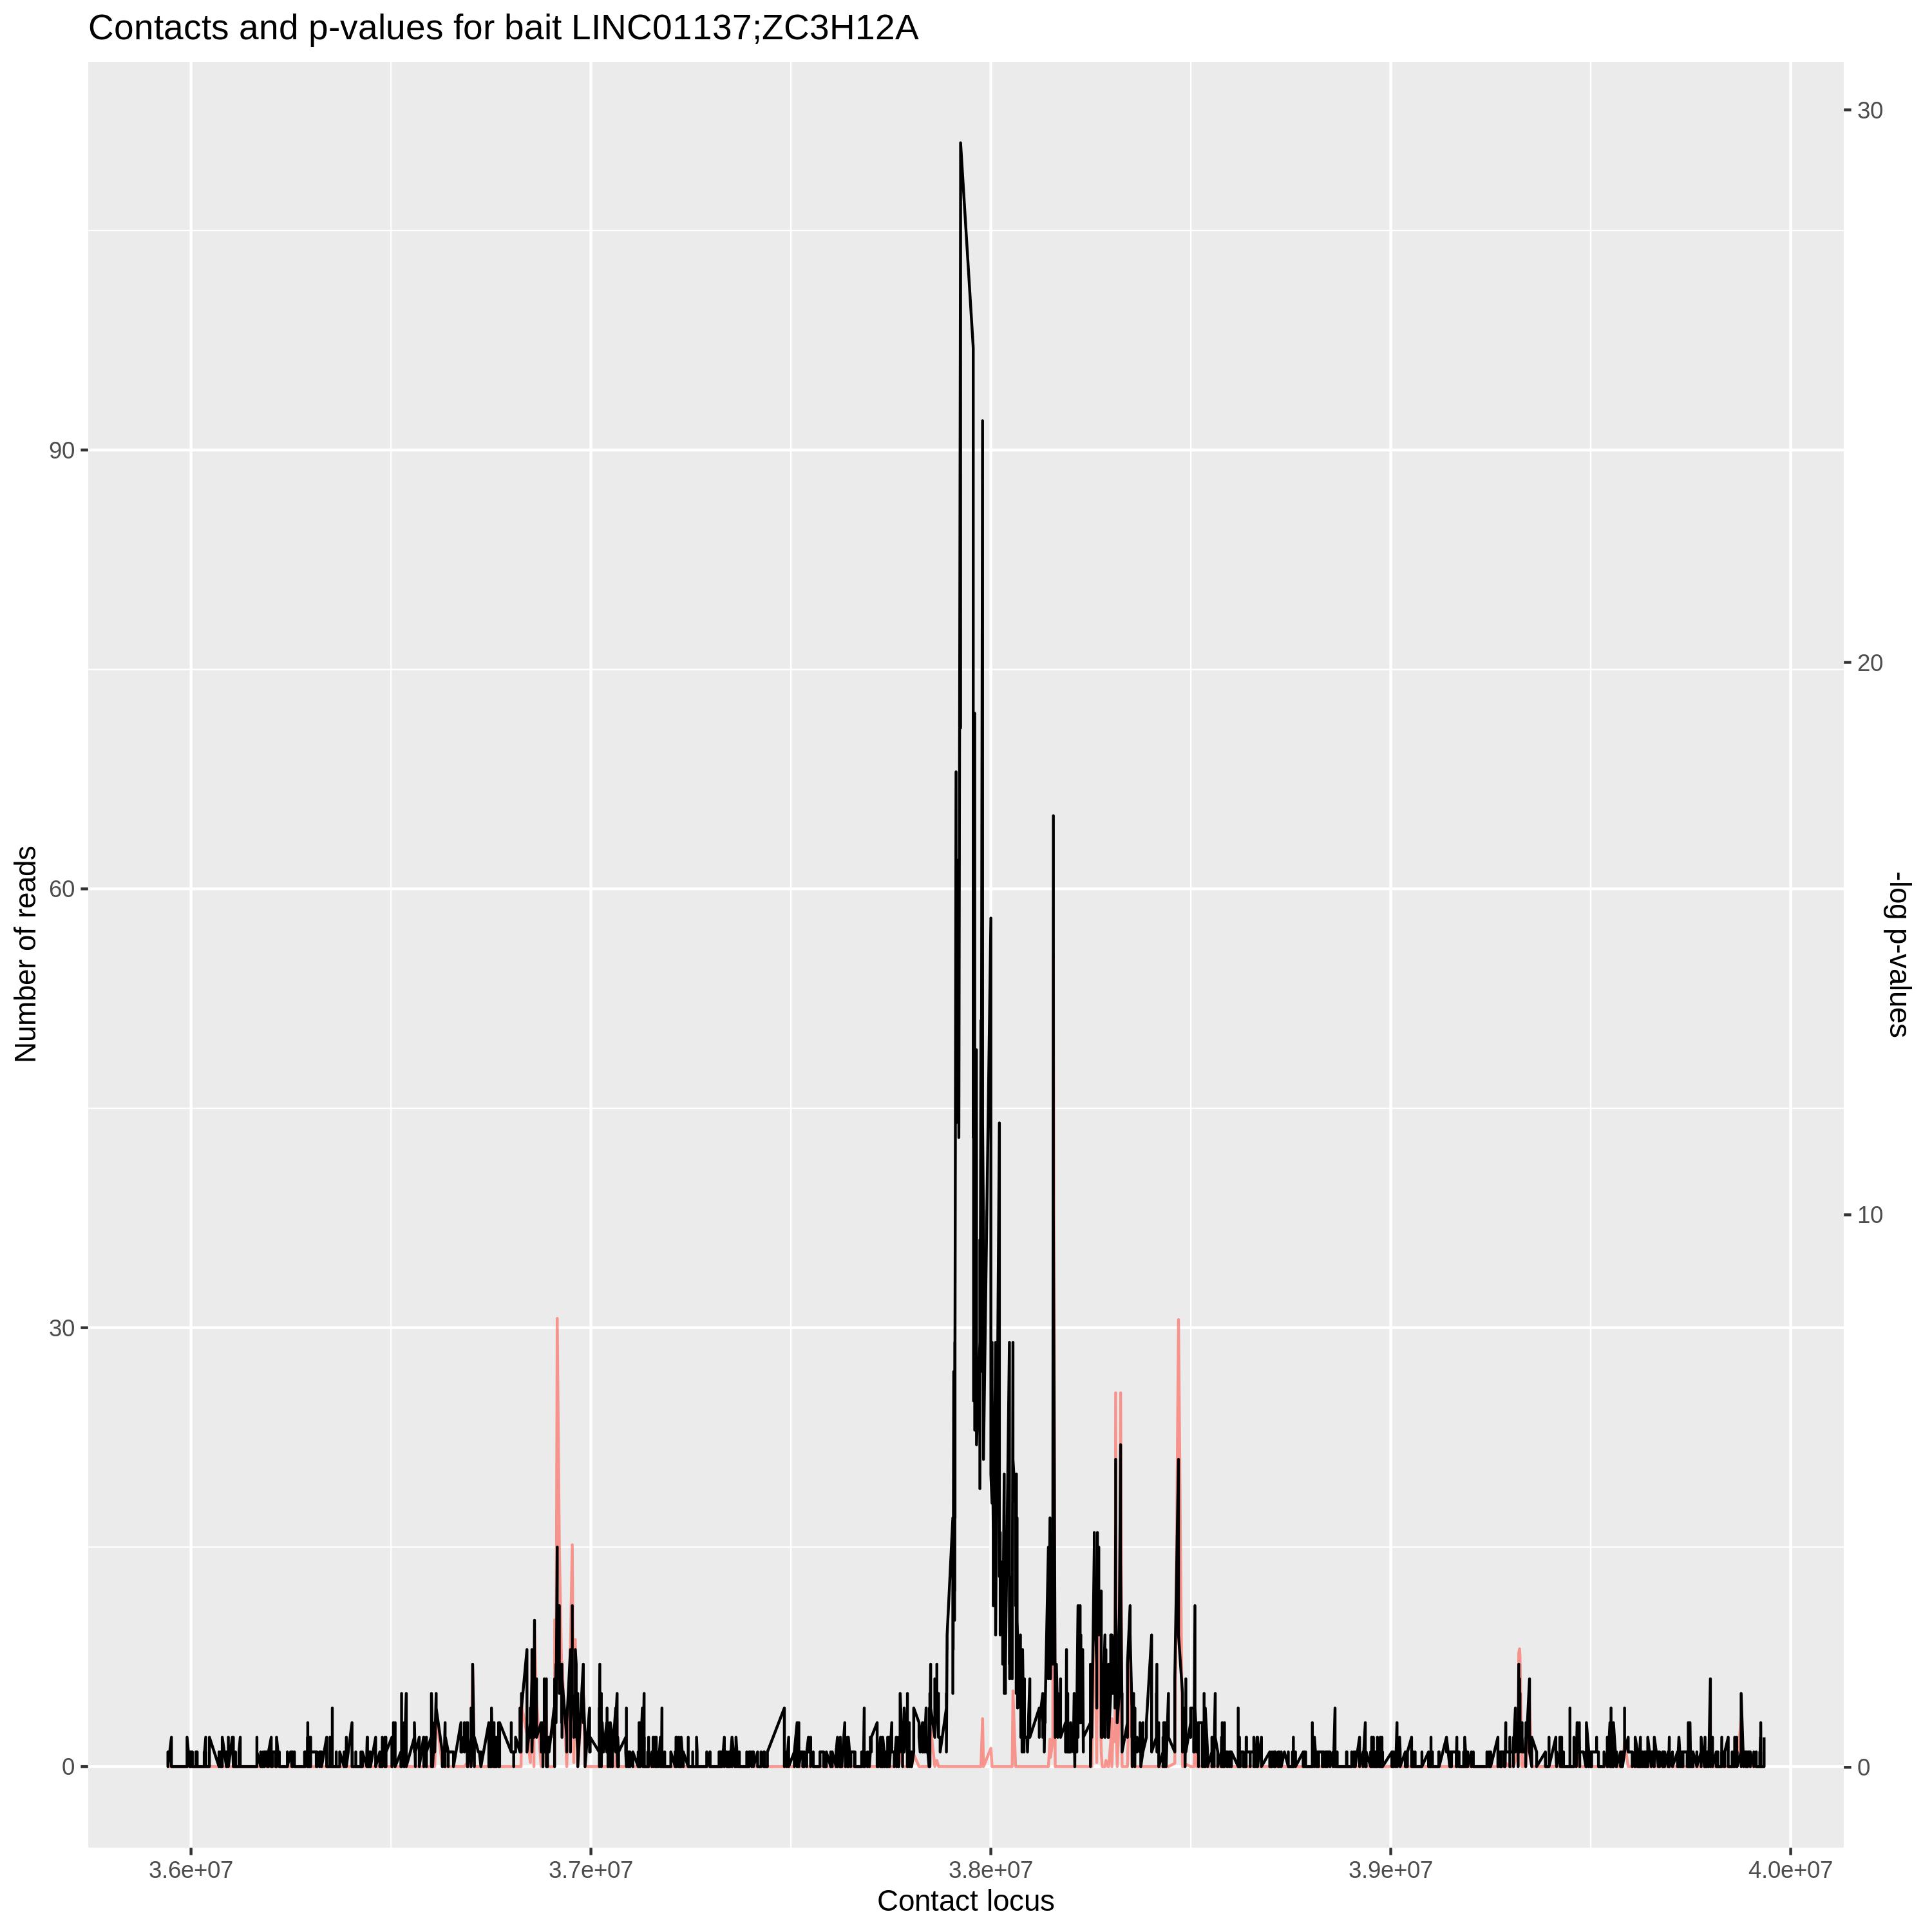 Contacts and p-values for bait LINC01137;ZC3H12A
Number of reads
90
60
30
0
-log p-values
30
20
10
0
3.6e+07
3.7e+07
3.8e+07
3.9e+07
4.0e+07
Contact locus